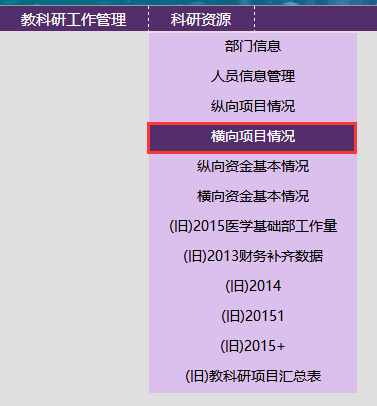 教科研工作管理 科研资源
部门信息
人员信息管理
纵向项目情况
横向项目情况
纵向资金基本情况
横向资金基本情况
(旧)2015医学基础部工作量
(旧)2013财务补齐数据
(旧)2014
(旧)20151
(旧)2015+
(旧)教科研项目汇总表